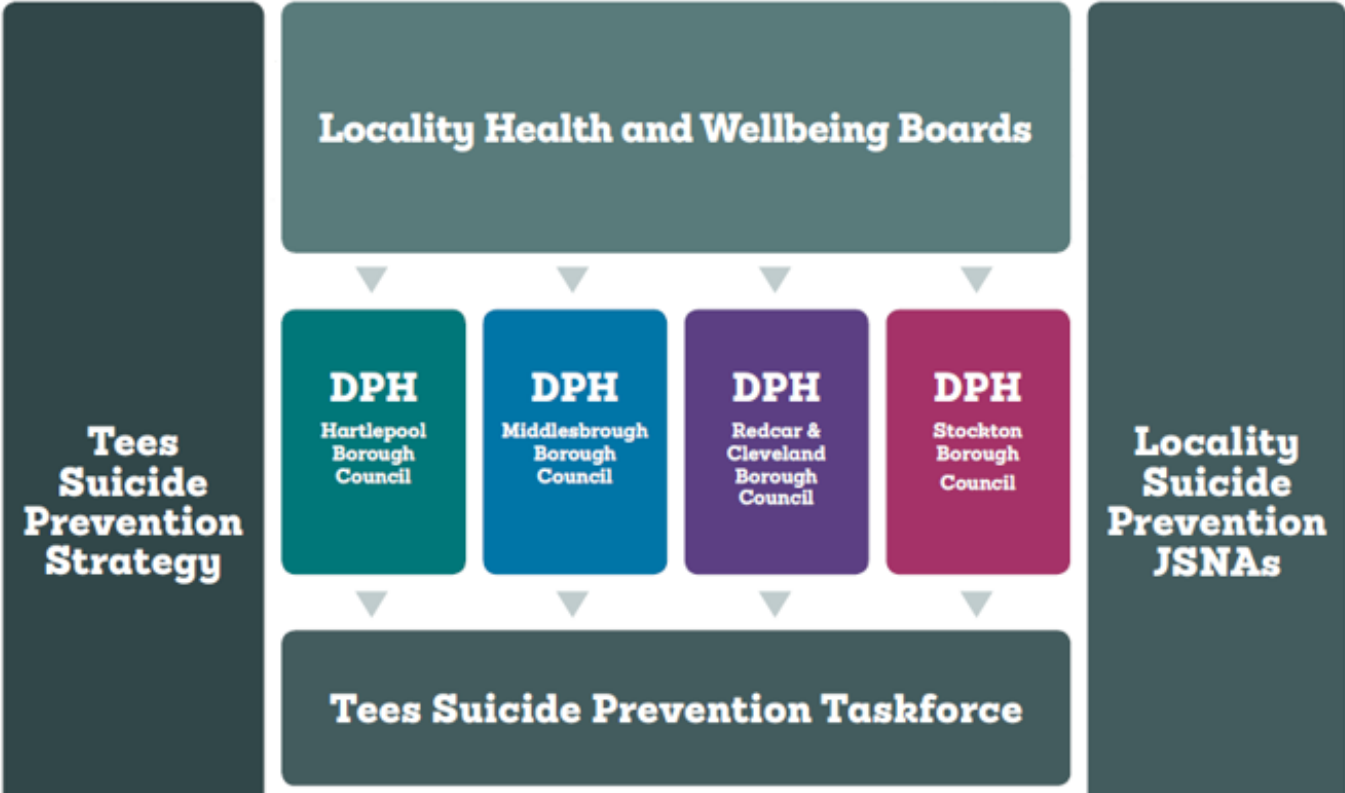 Locality Health and Wellbeing Boards
Tees
Suicide
Prevention
Strategy
DPH
Hartlepool
Borough
Council
DPH
Middlesbrough
Borough
Council
DPH
Redcar &
Cleveland
Borough
Council
DPH
Stockton
Borough
Council
Locality
Suicide
Prevention
JSNAs
Tees Suicide Prevention Taskforce